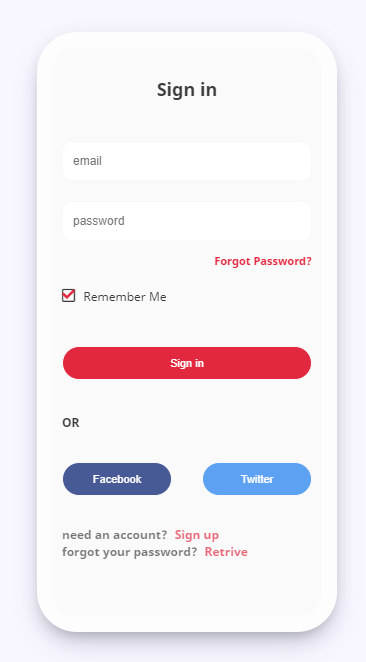 Sign in
email
password
Forgot Password?
Remember Me
Sign in
OR
Facebook
Twitter
need an account? Sign up
forgot your password? Retrive